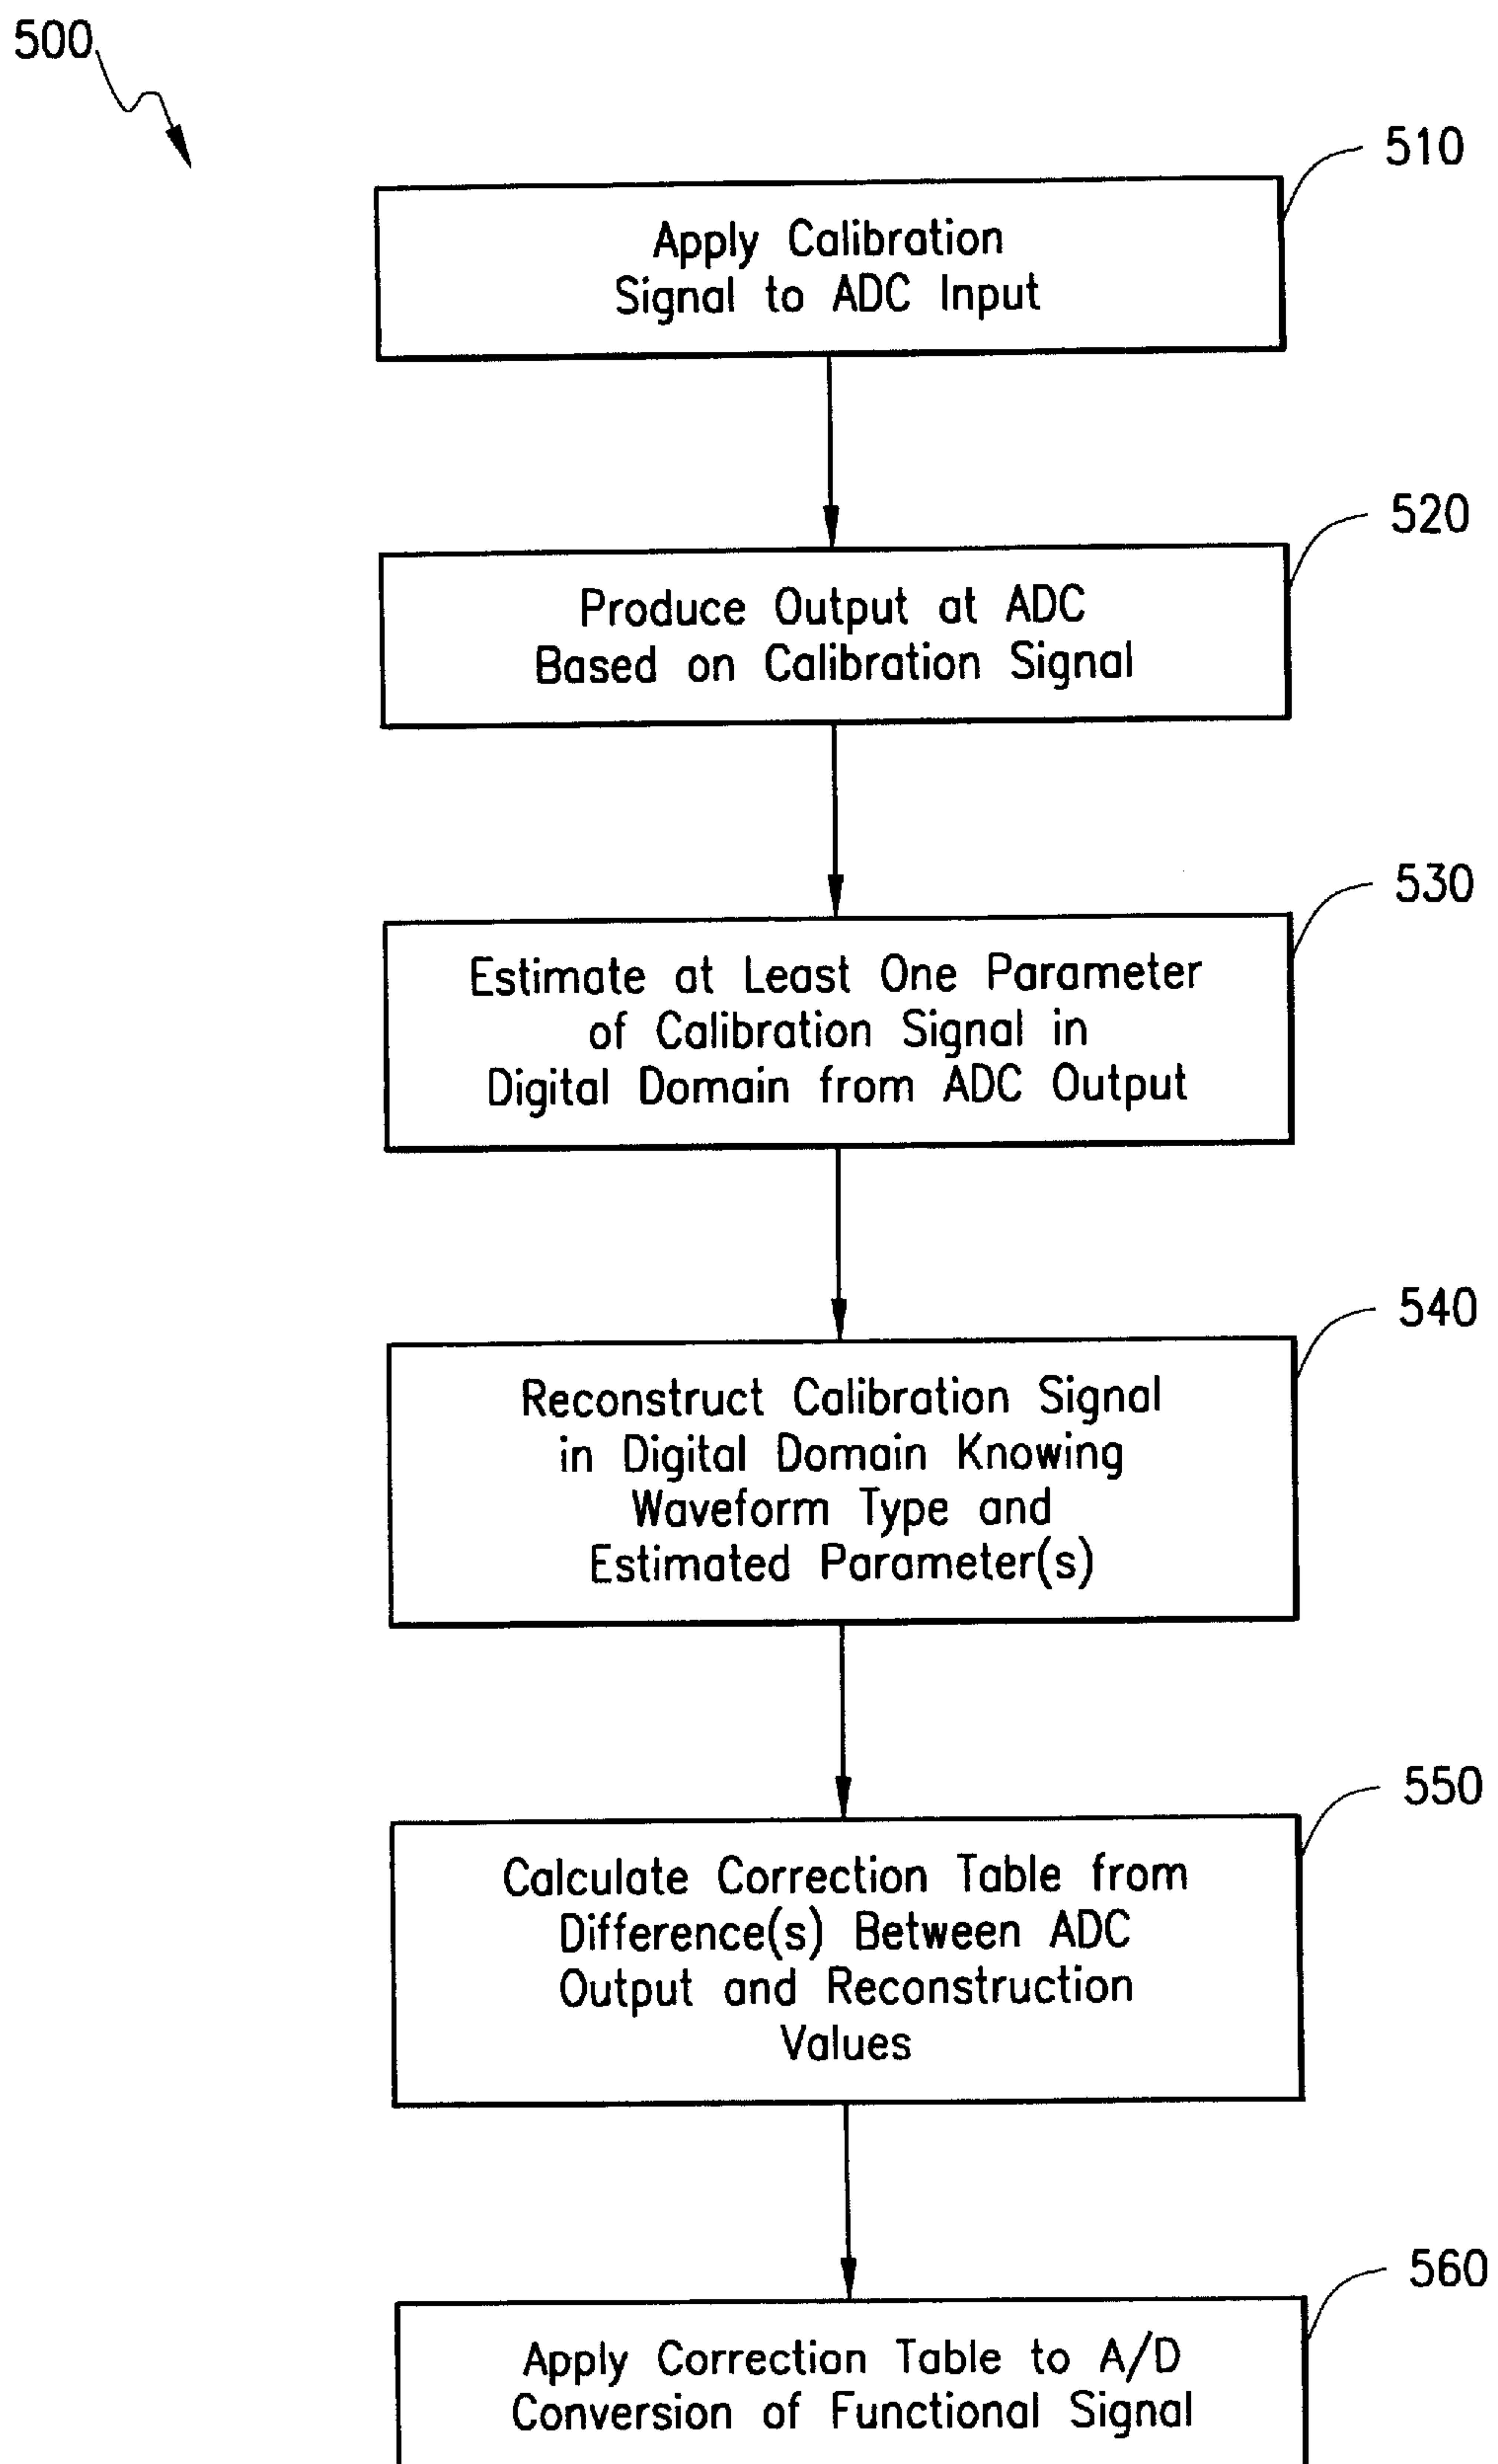 500
510
Apply Calibration
Signal to ADC Input
520
Produce Output at ADC
Based on Calibration Signal
530
Estimate at Least One Parameter
of Calibration Signal in
Digital Domain from ADC Output
540
Reconstruct Calibration Signal
in Digital Domain Knowing
Waveform Type and
Estimated Parameter(s)
550
Calculate Correction Table from
Difference(s) Between ADC
Output and Reconstruction
Values
560
Apply Correction Table to A/D
Conversion of Functional Signal